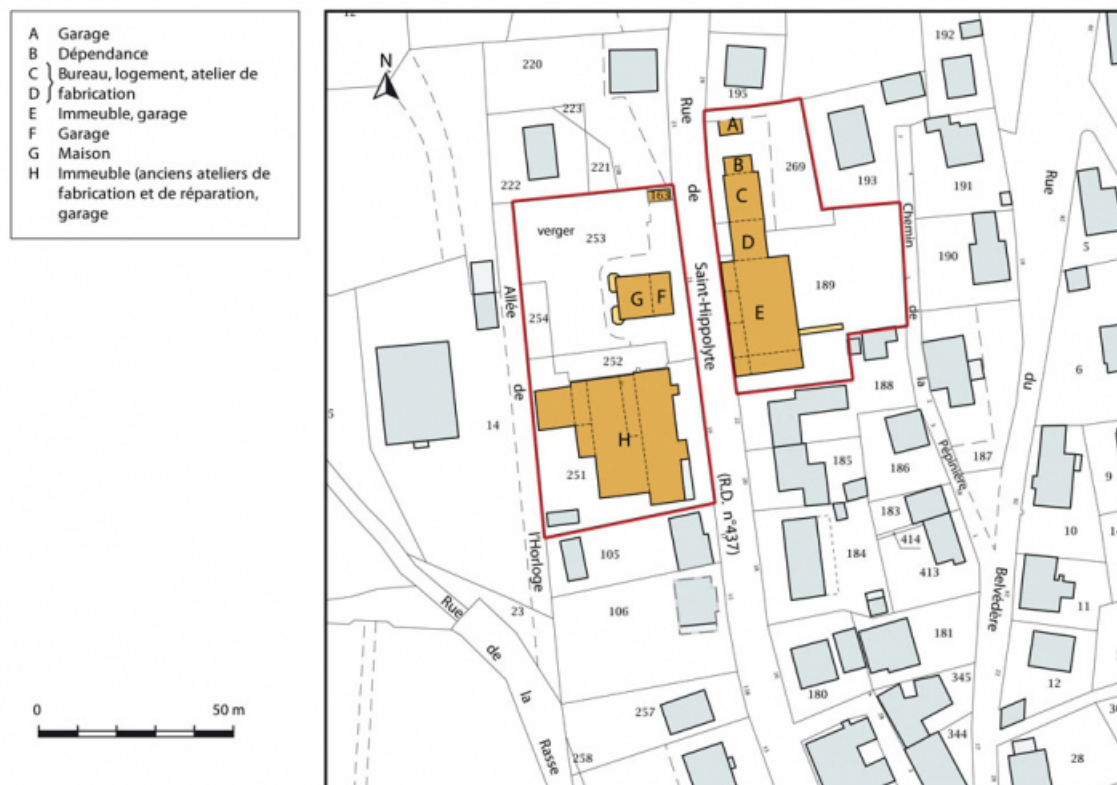 A Garage
B Dépendance
C } Bureau, logement, atelier de
D } fabrication
E Immeuble, garage
F Garage
G Maison
H Immeuble (anciens ateliers de
fabrication et de réparation,
garage
N
0 50 m
12
220
223
221
222
195
192
193
191
190
269
189
163
verger
253
254
252
251
A
B
C
D
E
G F
H
Rue
de
Saint-Hippolyte
(R.D. n°437)
Allée
de
l'Horloge
Chemin
de
la
Pépinière
Rue
du
Belvédère
Rue
de
la
Rasse
14
5
6
9
188
187
185
186
183
414
184
413
10
11
105
106
23
181
180
345
344
12
257
258
28